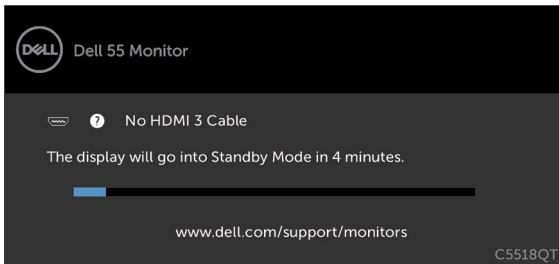 DELL Dell 55 Monitor
? No HDMI 3 Cable
The display will go into Standby Mode in 4 minutes.
www.dell.com/support/monitors
C5518QT